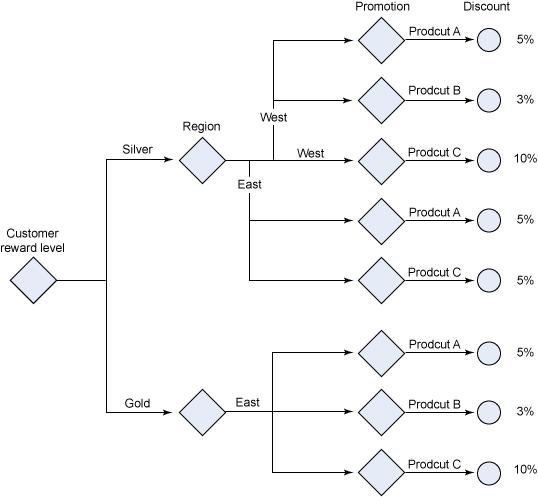 Promotion Discount
Prodcut A 5%
Prodcut B 3%
West
Region
Silver West Prodcut C 10%
East
Prodcut A 5%
Customer
reward level
Prodcut C 5%
Prodcut A 5%
Gold East Prodcut B 3%
Prodcut C 10%